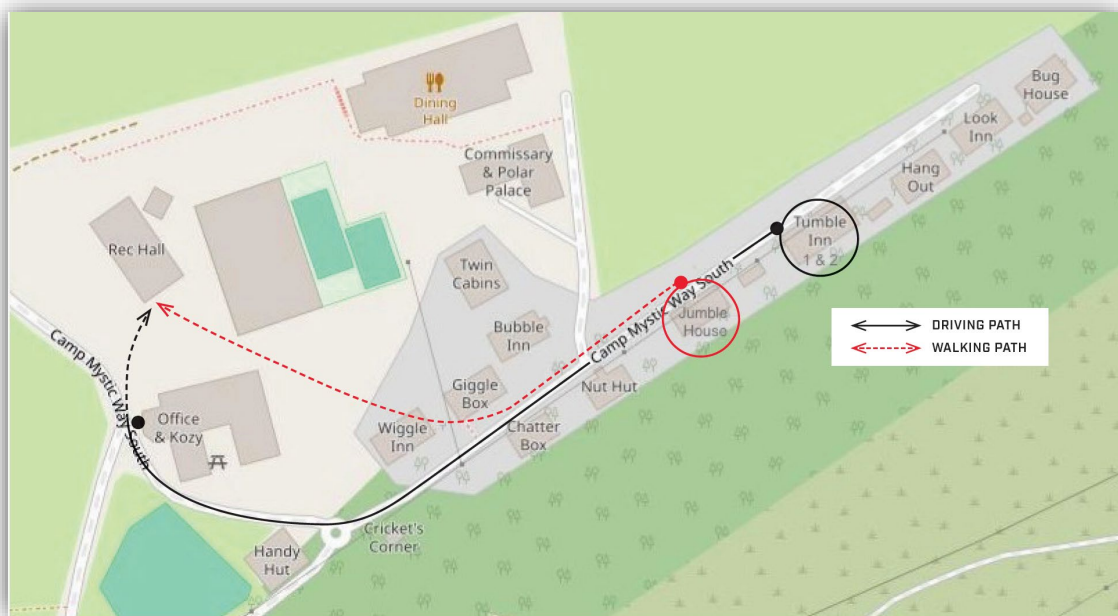 Dining
Hall
Bug
House
Look
Inn
Commissary
& Polar
Palace
Hang
Out
Rec Hall
Tumble
Inn
1 & 2
Twin
Cabins
Camp Mystic Way South
Jumble
House
Bubble
Inn
DRIVING PATH
WALKING PATH
Camp Mystic Way South
Giggle
Box
Nut Hut
Office
& Kozy
Wiggle
Inn
Chatter
Box
Cricket's
Corner
Handy
Hut